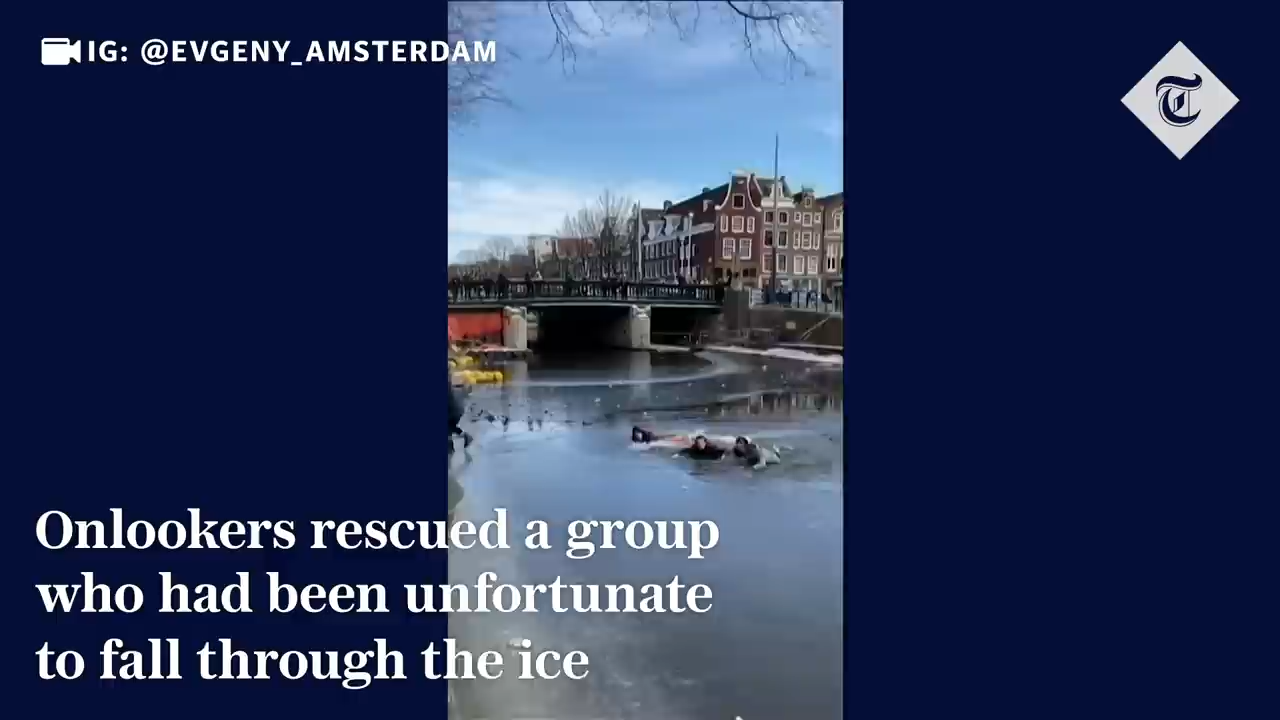 IG: @EVGENY_AMSTERDAM
T
Onlookers rescued a group
who had been unfortunate
to fall through the ice